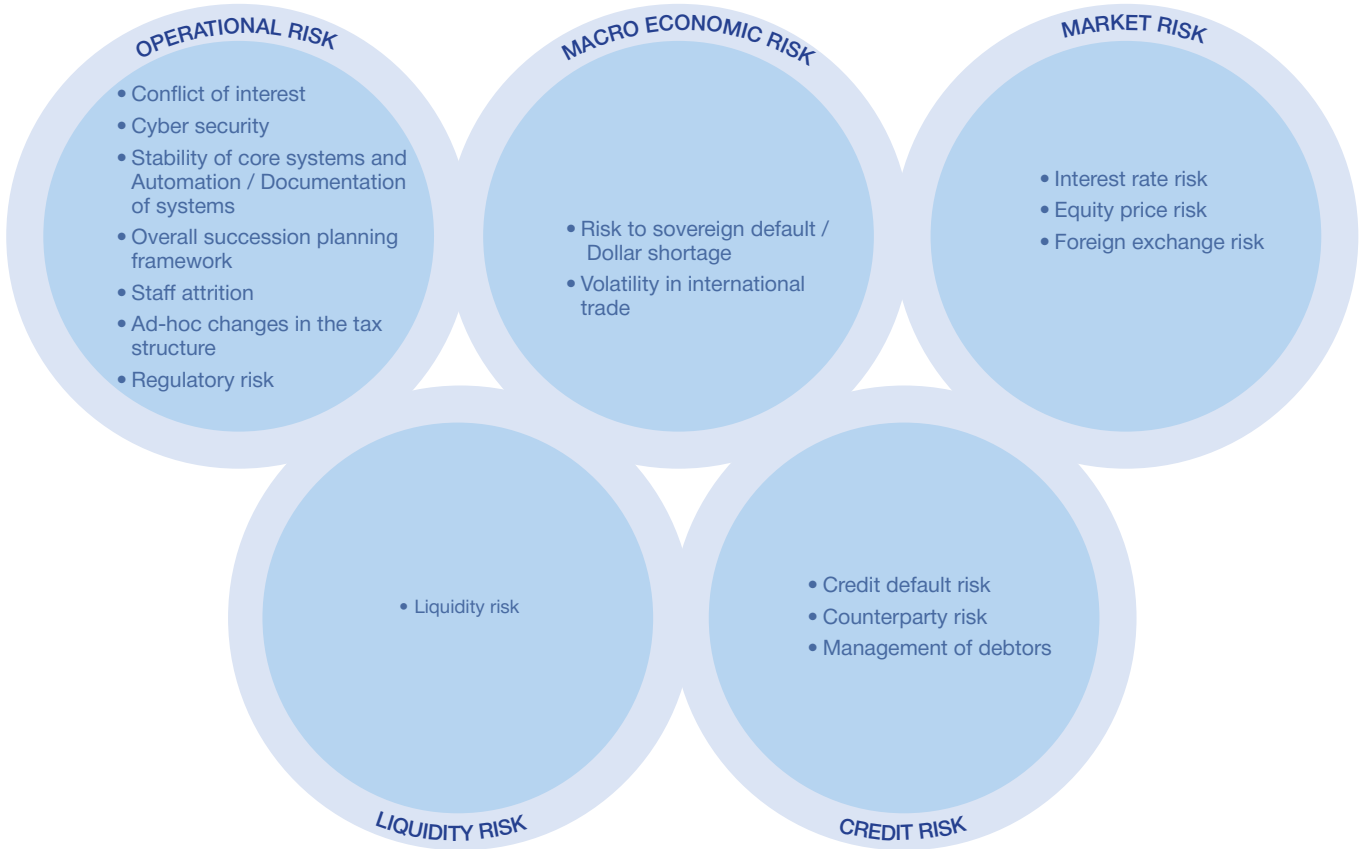 OPERATIONAL RISK
• Conflict of interest
• Cyber security
• Stability of core systems and
Automation / Documentation
of systems
• Overall succession planning
framework
• Staff attrition
• Ad-hoc changes in the tax
structure
• Regulatory risk
MACRO ECONOMIC RISK
• Risk to sovereign default /
Dollar shortage
• Volatility in international
trade
MARKET RISK
• Interest rate risk
• Equity price risk
• Foreign exchange risk
• Liquidity risk
LIQUIDITY RISK
• Credit default risk
• Counterparty risk
• Management of debtors
CREDIT RISK